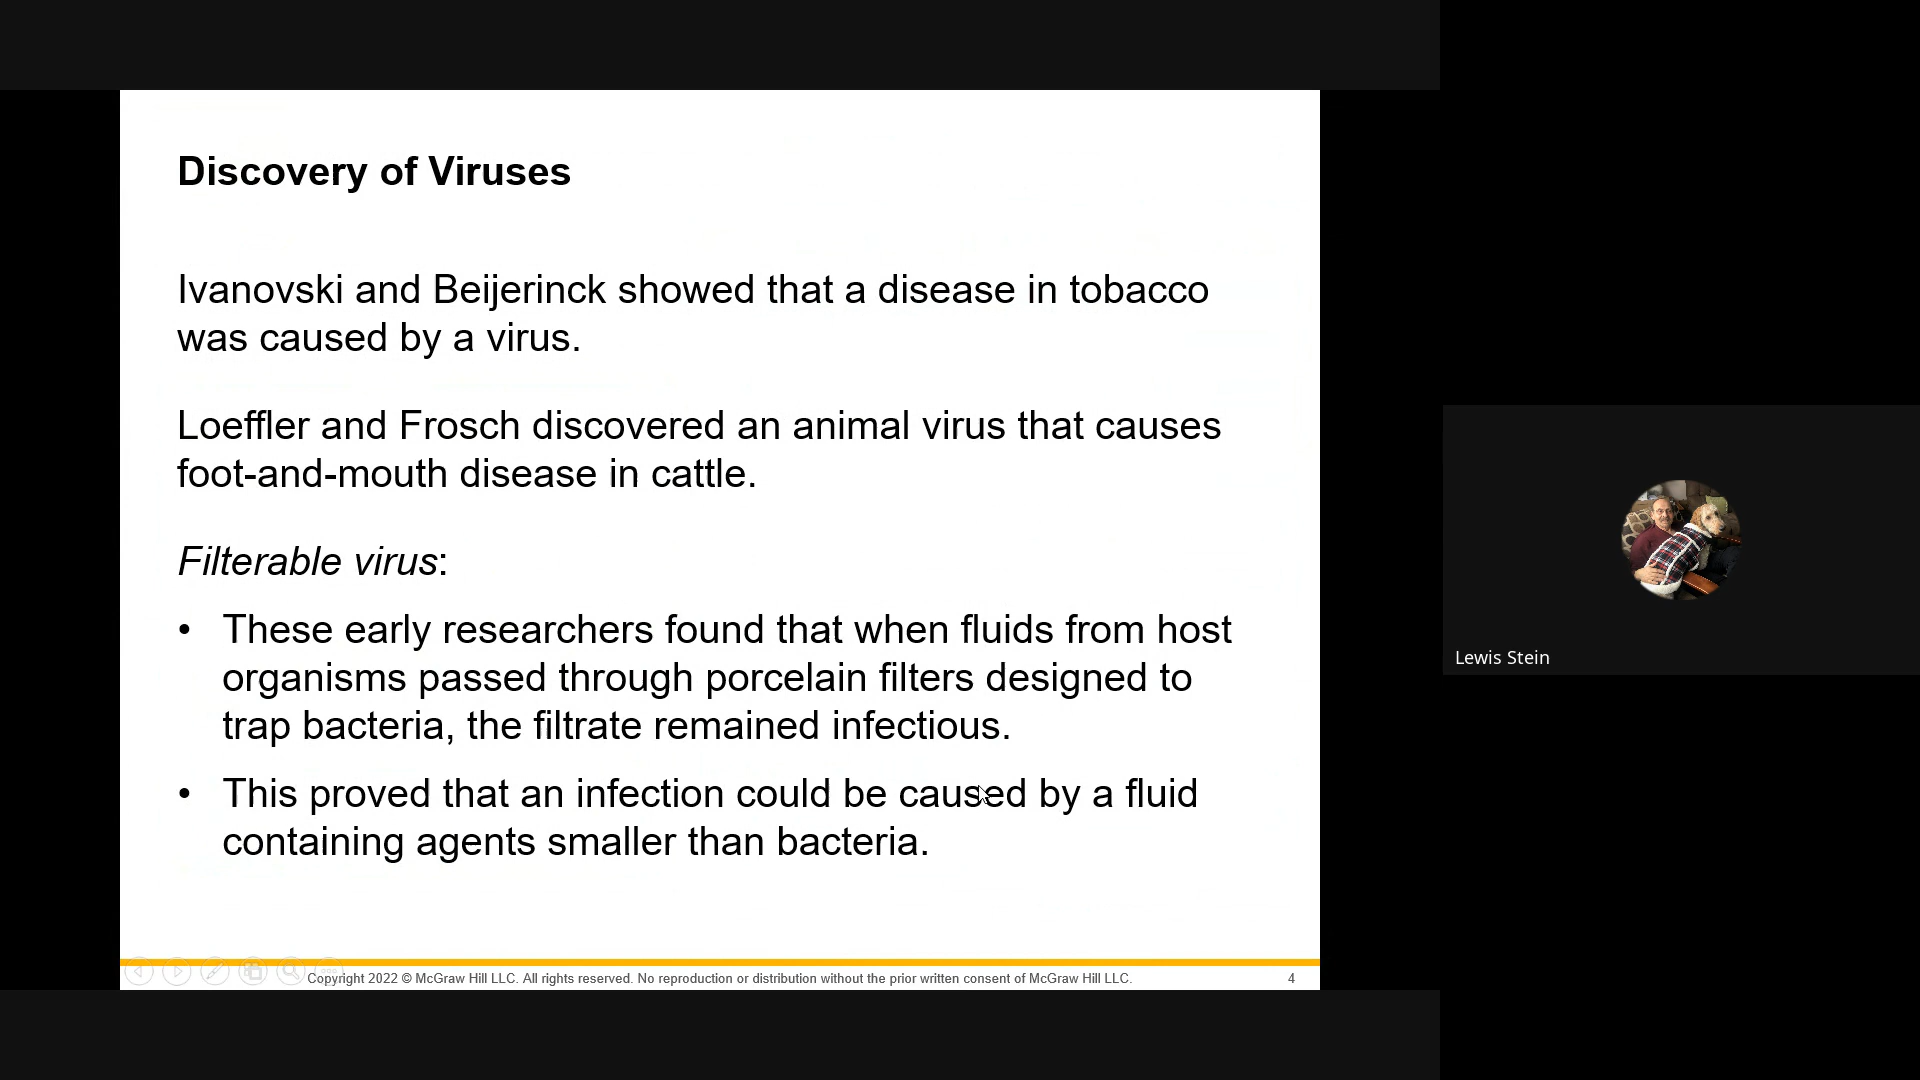 Discovery of Viruses
Ivanovski and Beijerinck showed that a disease in tobacco
was caused by a virus.
Loeffler and Frosch discovered an animal virus that causes
foot-and-mouth disease in cattle.
Filterable virus:
• These early researchers found that when fluids from host
organisms passed through porcelain filters designed to
trap bacteria, the filtrate remained infectious.
• This proved that an infection could be caused by a fluid
containing agents smaller than bacteria.
Copyright 2022 © McGraw Hill LLC. All rights reserved. No reproduction or distribution without the prior written consent of McGraw Hill LLC.
4
Lewis Stein